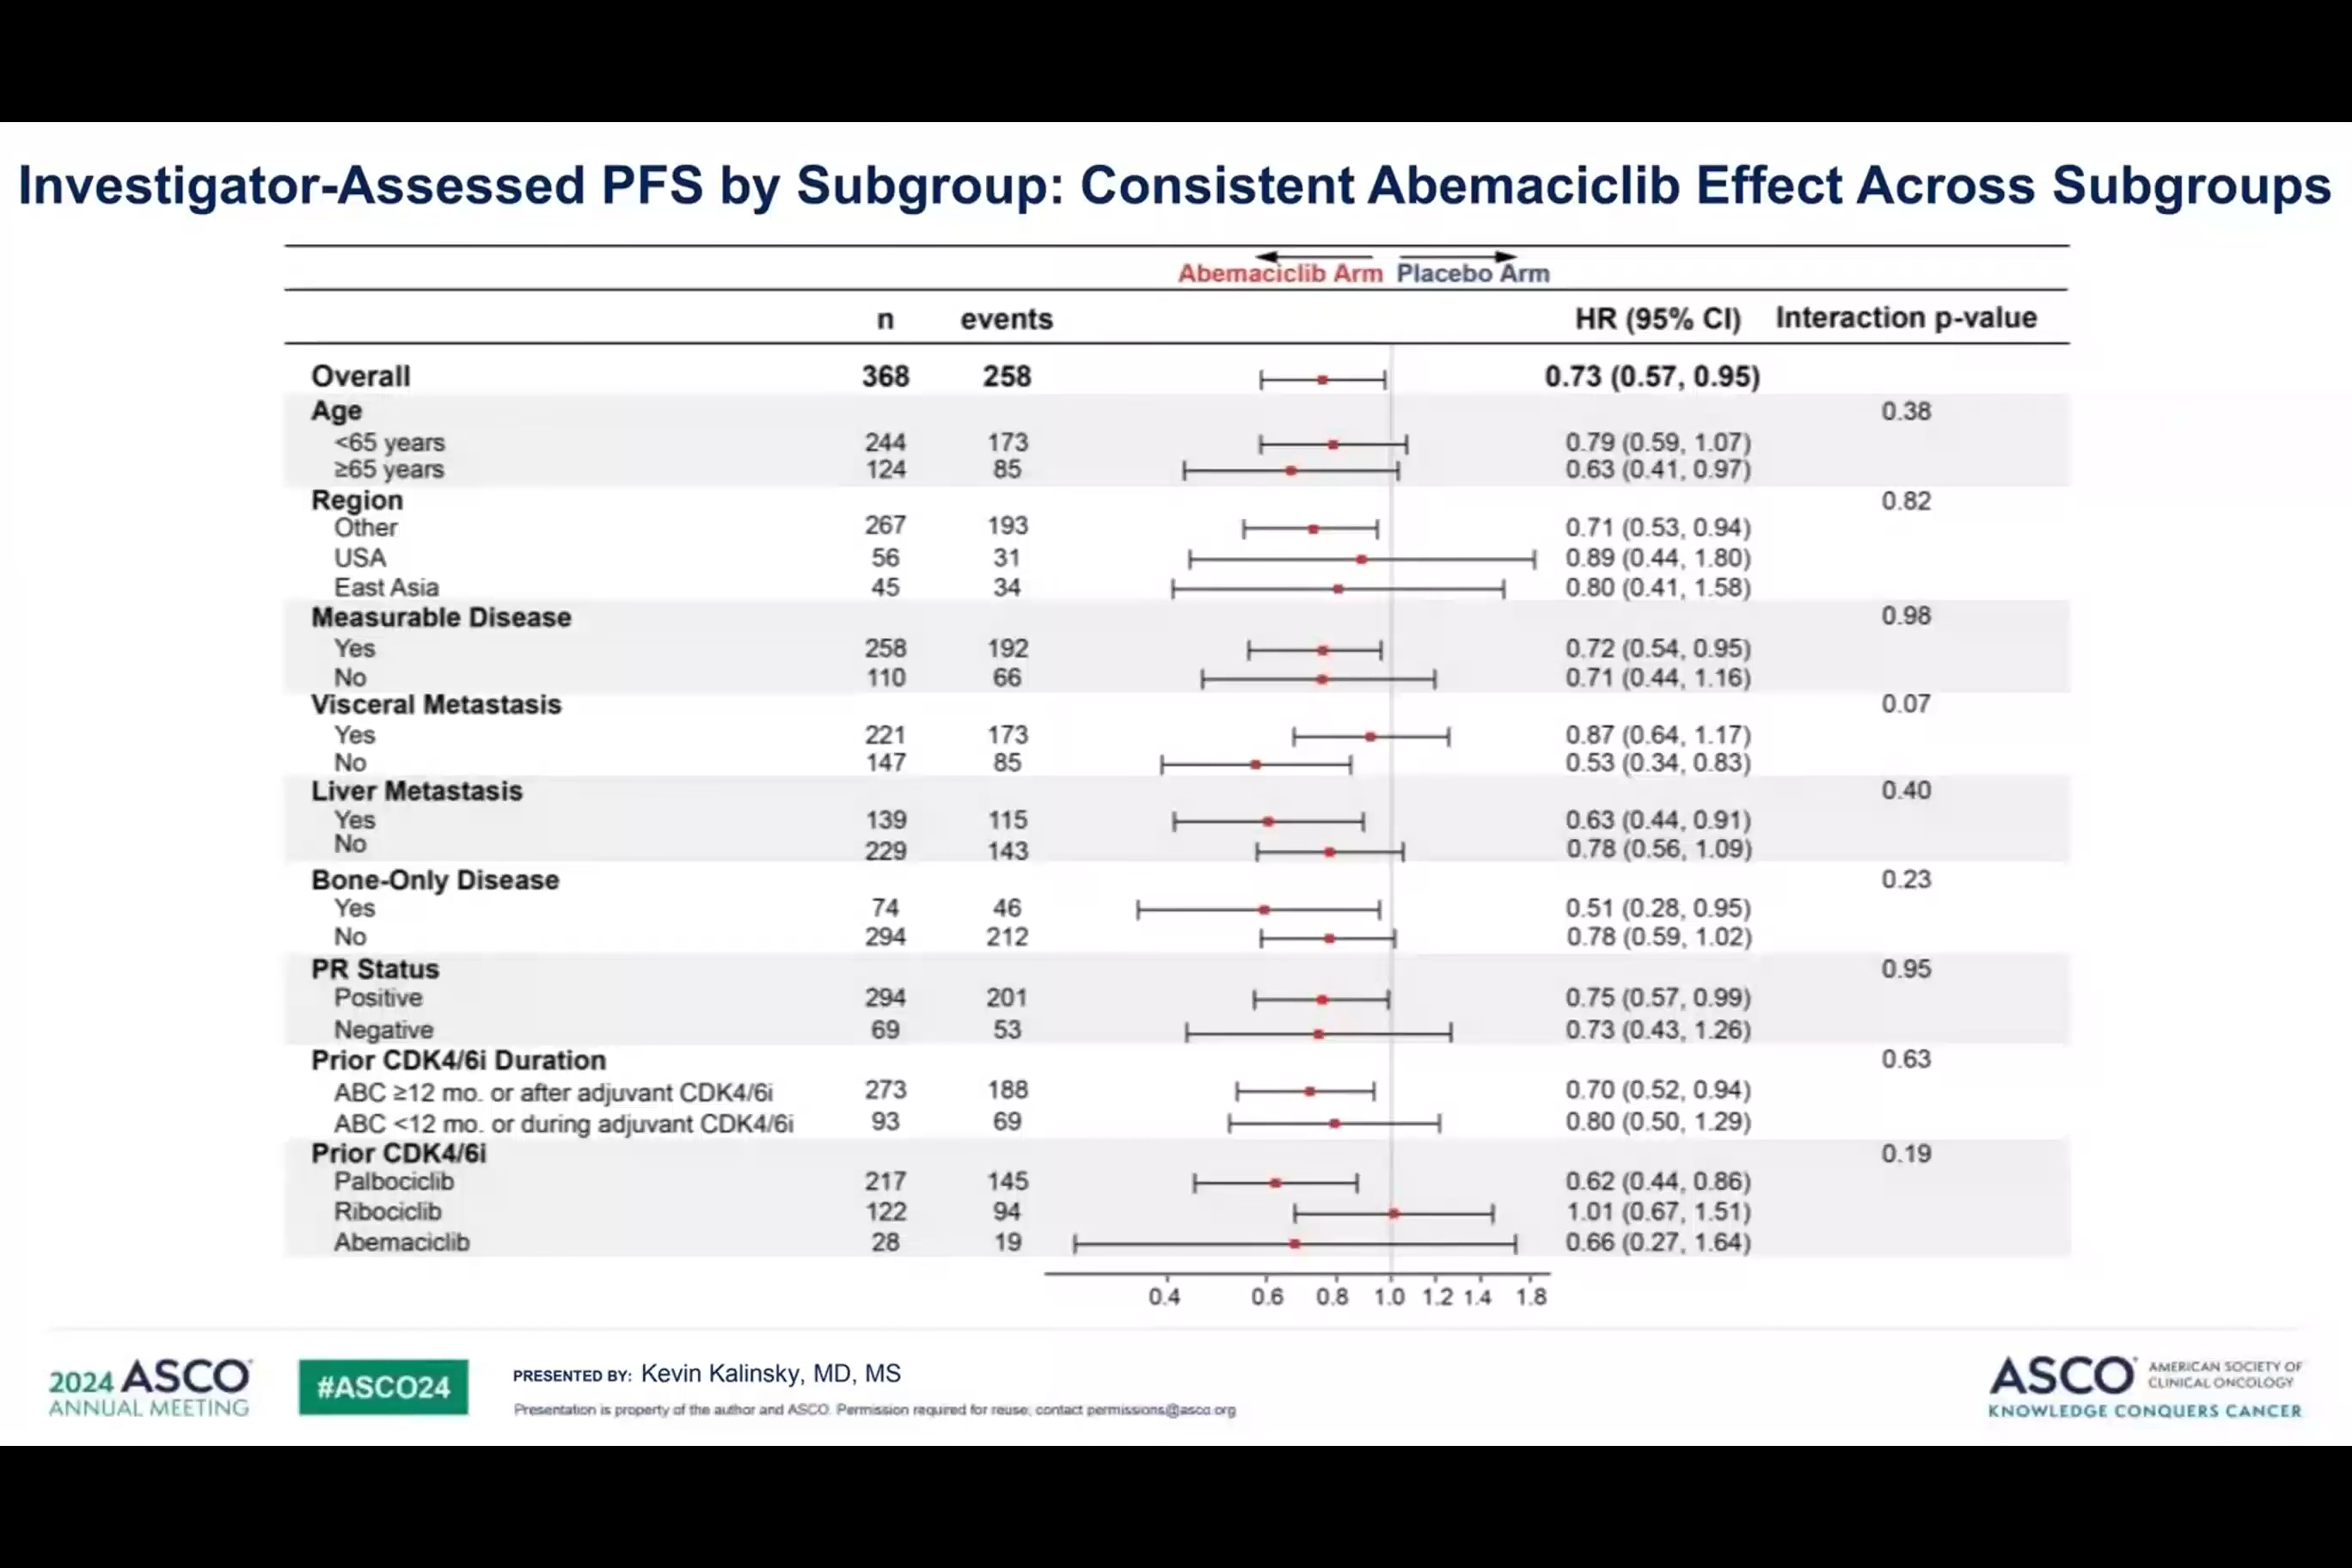 Investigator-Assessed PFS by Subgroup: Consistent Abemaciclib Effect Across Subgroups
Abemaciclib Arm Placebo Arm
n events HR (95% CI) Interaction p-value
Overall 368 258 0.73 (0.57, 0.95)
Age 0.38
<65 years 244 173 0.79 (0.59, 1.07)
≥65 years 124 85 0.63 (0.41, 0.97)
Region 0.82
Other 267 193 0.71 (0.53, 0.94)
USA 56 31 0.89 (0.44, 1.80)
East Asia 45 34 0.80 (0.41, 1.58)
Measurable Disease 0.98
Yes 258 192 0.72 (0.54, 0.95)
No 110 66 0.71 (0.44, 1.16)
Visceral Metastasis 0.07
Yes 221 173 0.87 (0.64, 1.17)
No 147 85 0.53 (0.34, 0.83)
Liver Metastasis 0.40
Yes 139 115 0.63 (0.44, 0.91)
No 229 143 0.78 (0.56, 1.09)
Bone-Only Disease 0.23
Yes 74 46 0.51 (0.28, 0.95)
No 294 212 0.78 (0.59, 1.02)
PR Status 0.95
Positive 294 201 0.75 (0.57, 0.99)
Negative 69 53 0.73 (0.43, 1.26)
Prior CDK4/6i Duration 0.63
ABC ≥12 mo. or after adjuvant CDK4/6i 273 188 0.70 (0.52, 0.94)
ABC <12 mo. or during adjuvant CDK4/6i 93 69 0.80 (0.50, 1.29)
Prior CDK4/6i 0.19
Palbociclib 217 145 0.62 (0.44, 0.86)
Ribociclib 122 94 1.01 (0.67, 1.51)
Abemaciclib 28 19 0.66 (0.27, 1.64)
0.4 0.6 0.8 1.0 1.2 1.4 1.8
2024 ASCO
ANNUAL MEETING
#ASCO24
PRESENTED BY: Kevin Kalinsky, MD, MS
Presentation is property of the author and ASCO. Permission required for reuse; contact permissions@asco.org
ASCO AMERICAN SOCIETY OF
CLINICAL ONCOLOGY
KNOWLEDGE CONQUERS CANCER